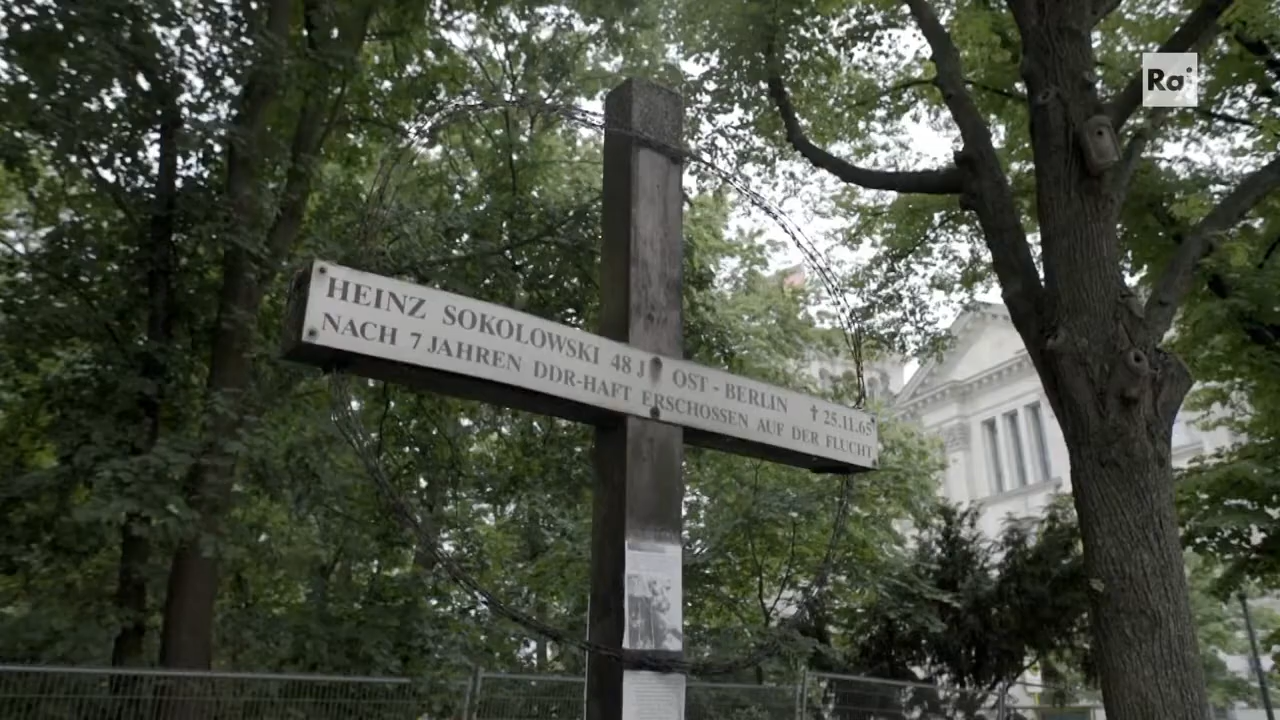 Rai
HEINZ SOKOLOWSKI 48 J OST - BERLIN † 25.11.65
NACH 7 JAHREN DDR-HAFT ERSCHOSSEN AUF DER FLUCHT